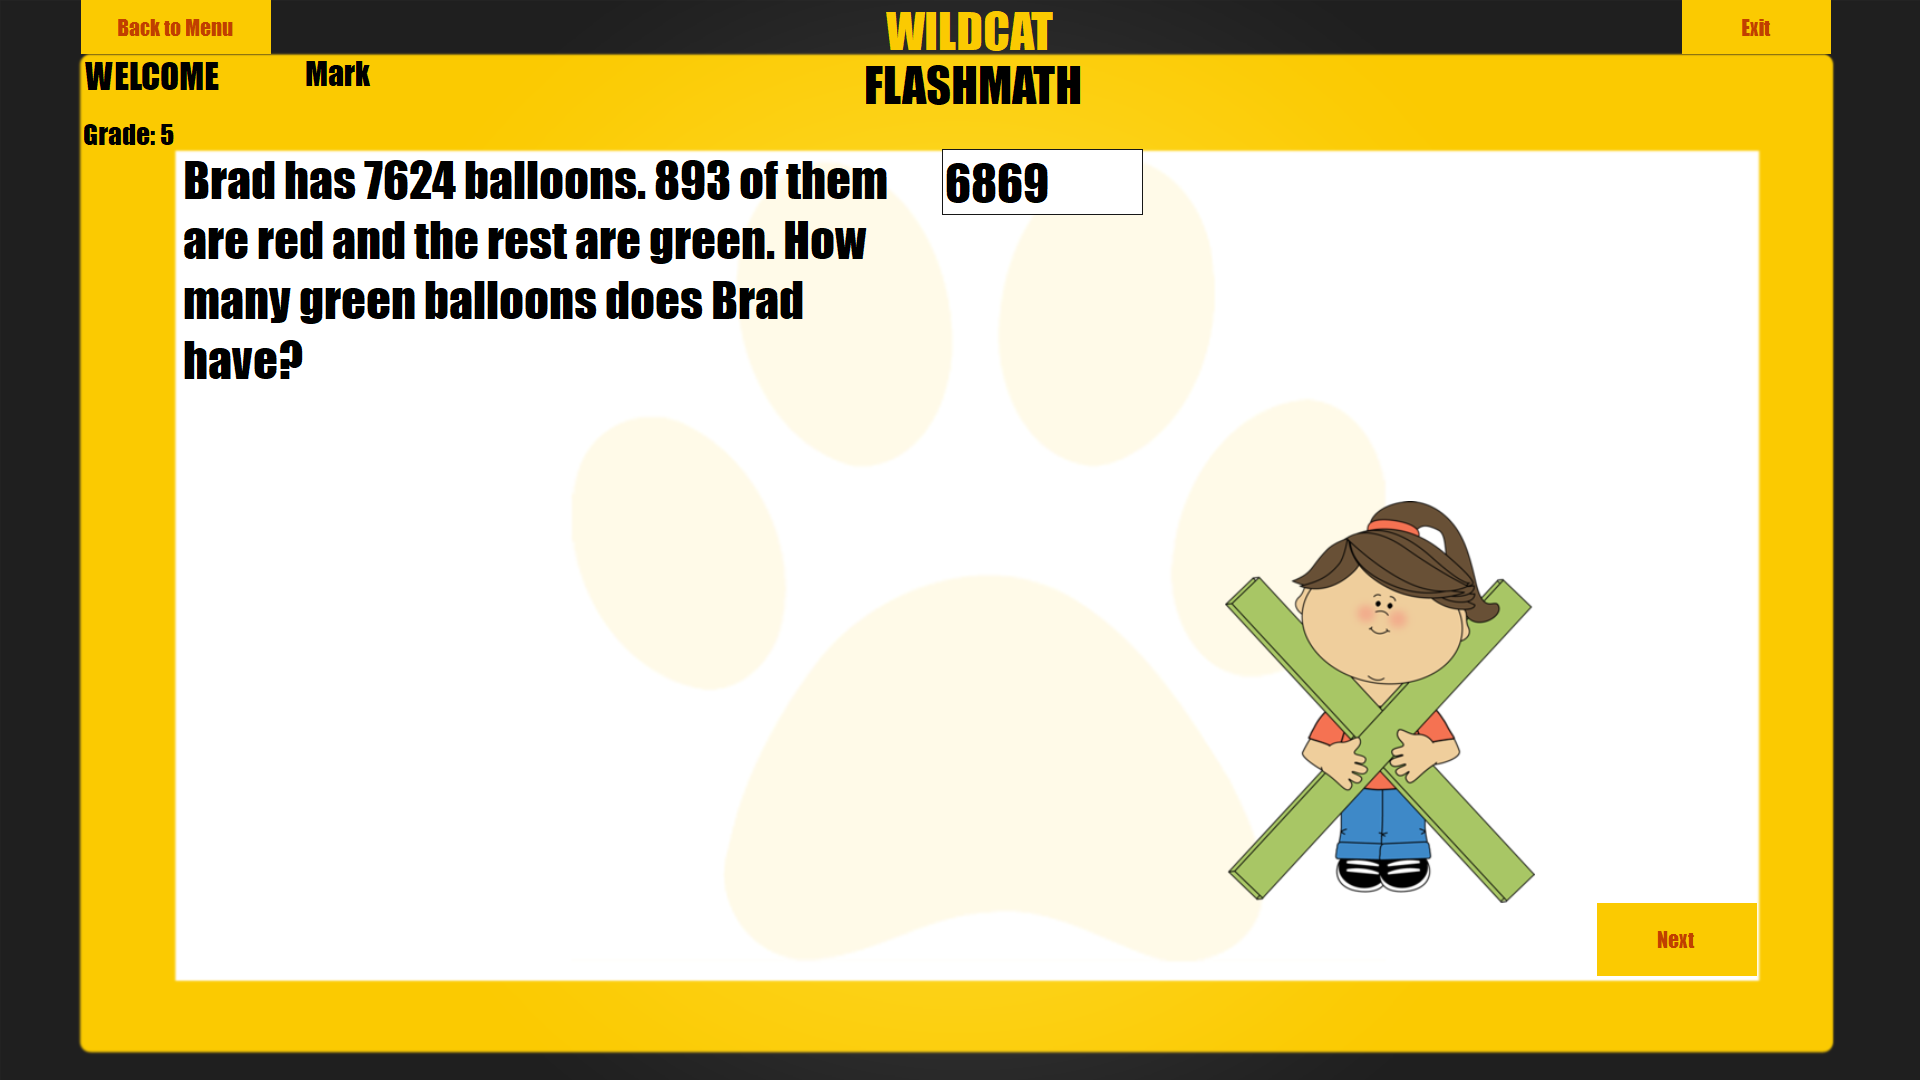 Back to Menu
WILDCAT
Exit
WELCOME Mark
FLASHMATH
Grade: 5
Brad has 7624 balloons. 893 of them
are red and the rest are green. How
many green balloons does Brad
have?
6869
Next